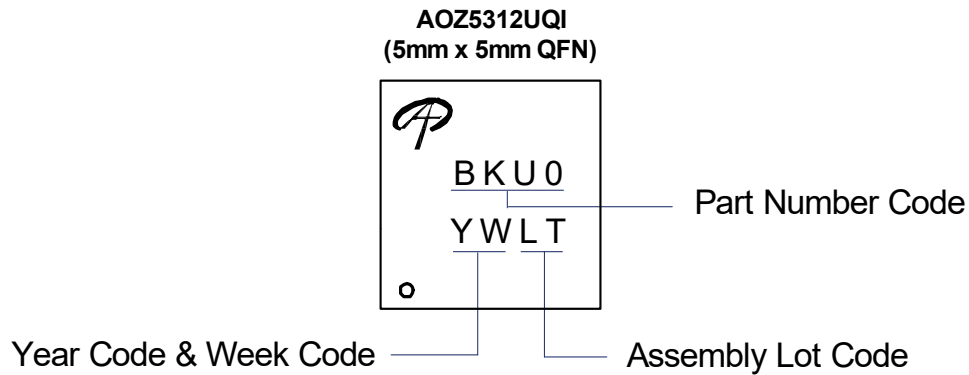 AOZ5312UQI
(5mm x 5mm QFN)
BKU0
Part Number Code
YWLT
Year Code & Week Code
Assembly Lot Code